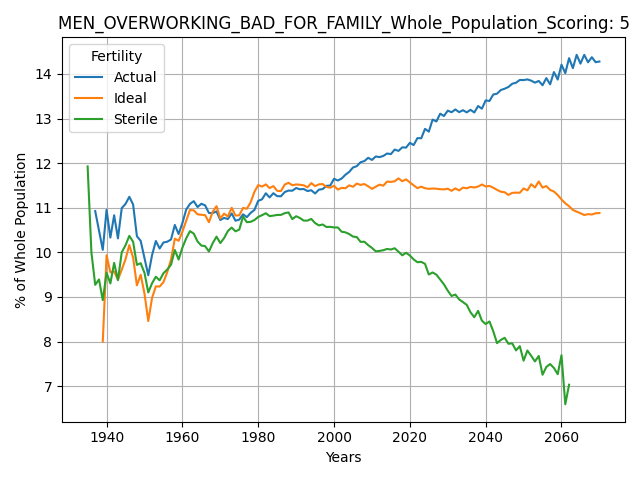 MEN_OVERWORKING_BAD_FOR_FAMILY_Whole_Population_Scoring: 5
Fertility
Actual
Ideal
Sterile
% of Whole Population
14
13
12
11
10
9
8
7
1940
1960
1980
2000
2020
2040
2060
Years